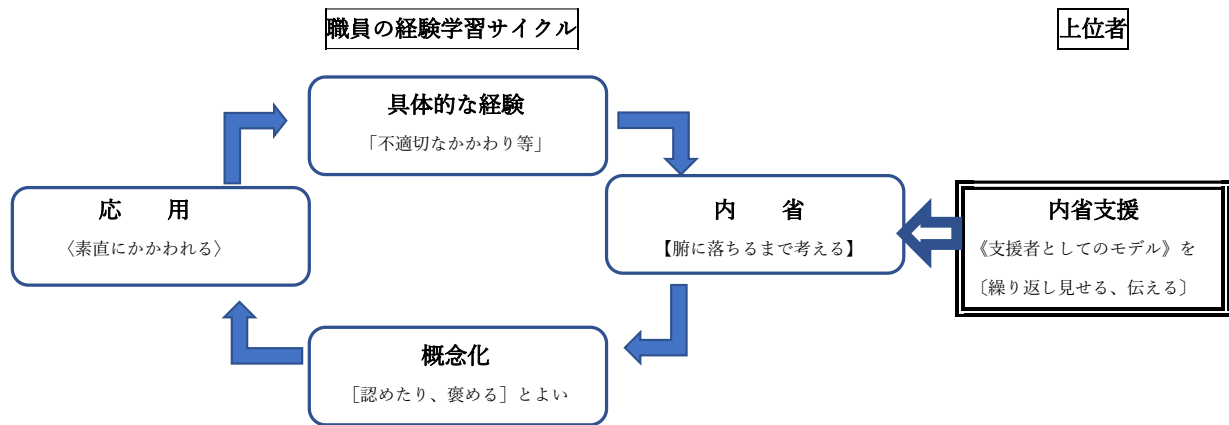 職員の経験学習サイクル
上位者
具体的な経験
「不適切なかかわり等」
応　　用
〈素直にかかわれる〉
内　　省
【腑に落ちるまで考える】
内省支援
《支援者としてのモデル》を
〔繰り返し見せる、伝える〕
概念化
［認めたり、褒める］とよい